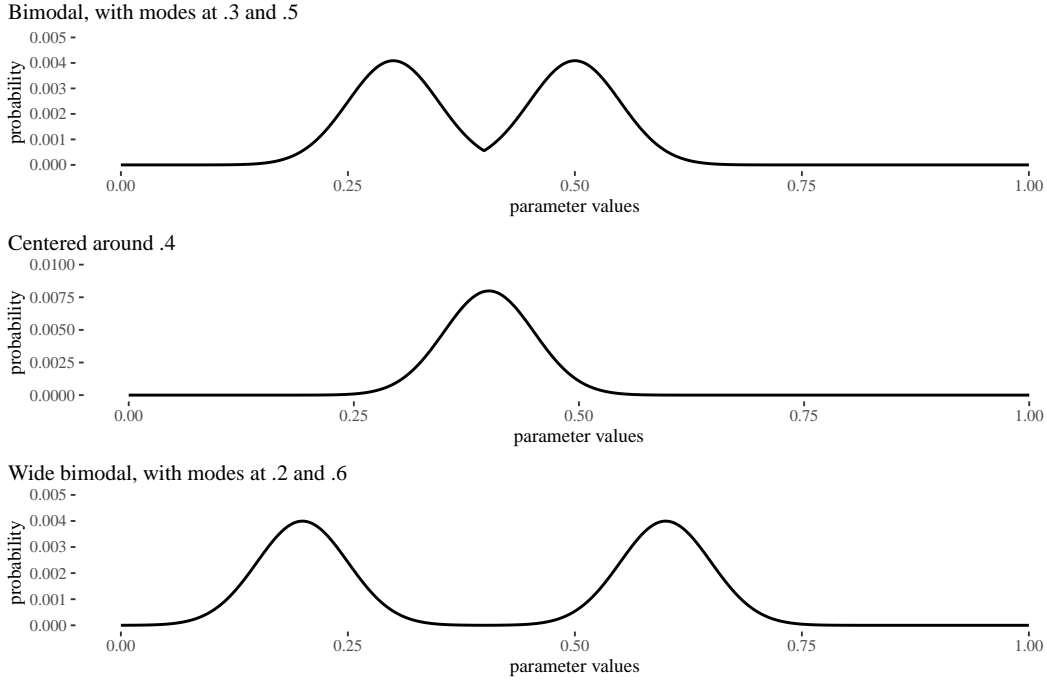 Bimodal, with modes at .3 and .5
probability
0.005
0.004
0.003
0.002
0.001
0.000
0.00 0.25 0.50 0.75 1.00
parameter values
Centered around .4
probability
0.0100
0.0075
0.0050
0.0025
0.0000
0.00 0.25 0.50 0.75 1.00
parameter values
Wide bimodal, with modes at .2 and .6
probability
0.005
0.004
0.003
0.002
0.001
0.000
0.00 0.25 0.50 0.75 1.00
parameter values